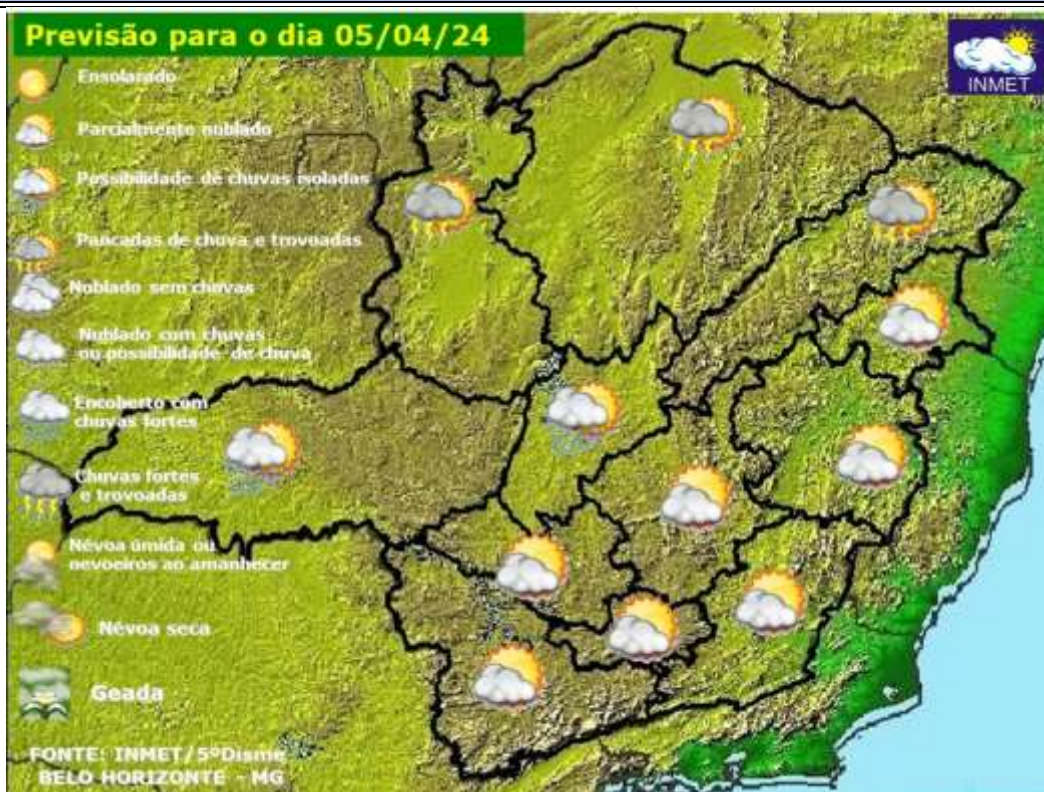 Previsão para o dia 05/04/24
INMET
Ensolarado
Parcialmente nublado
Possibilidade de chuvas isoladas
Pancadas de chuva e trovoadas
Noblado sem chuvas
Nublado com chuvas
ou possibilidade de chuva
Encoberto com
chuvas fortes
Chuvas fortes
e trovoadas
Névoa úmida ou
nevoeiros ao amanhecer
Névoa seca
Geada
FONTE: INMET/5ºDisme
BELO HORIZONTE - MG